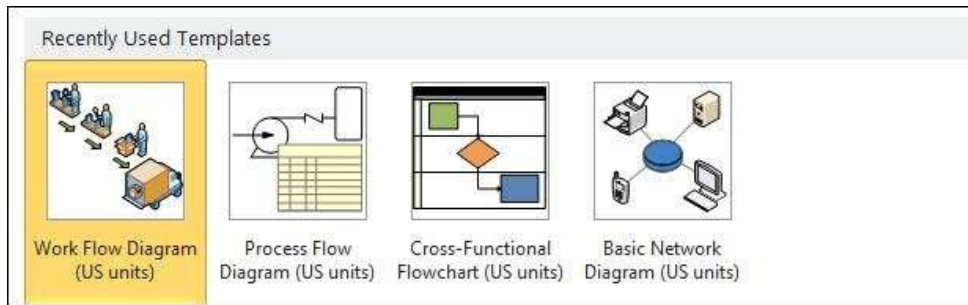 Recently Used Templates
Work Flow Diagram
(US units)
Process Flow
Diagram (US units)
Cross-Functional
Flowchart (US units)
Basic Network
Diagram (US units)